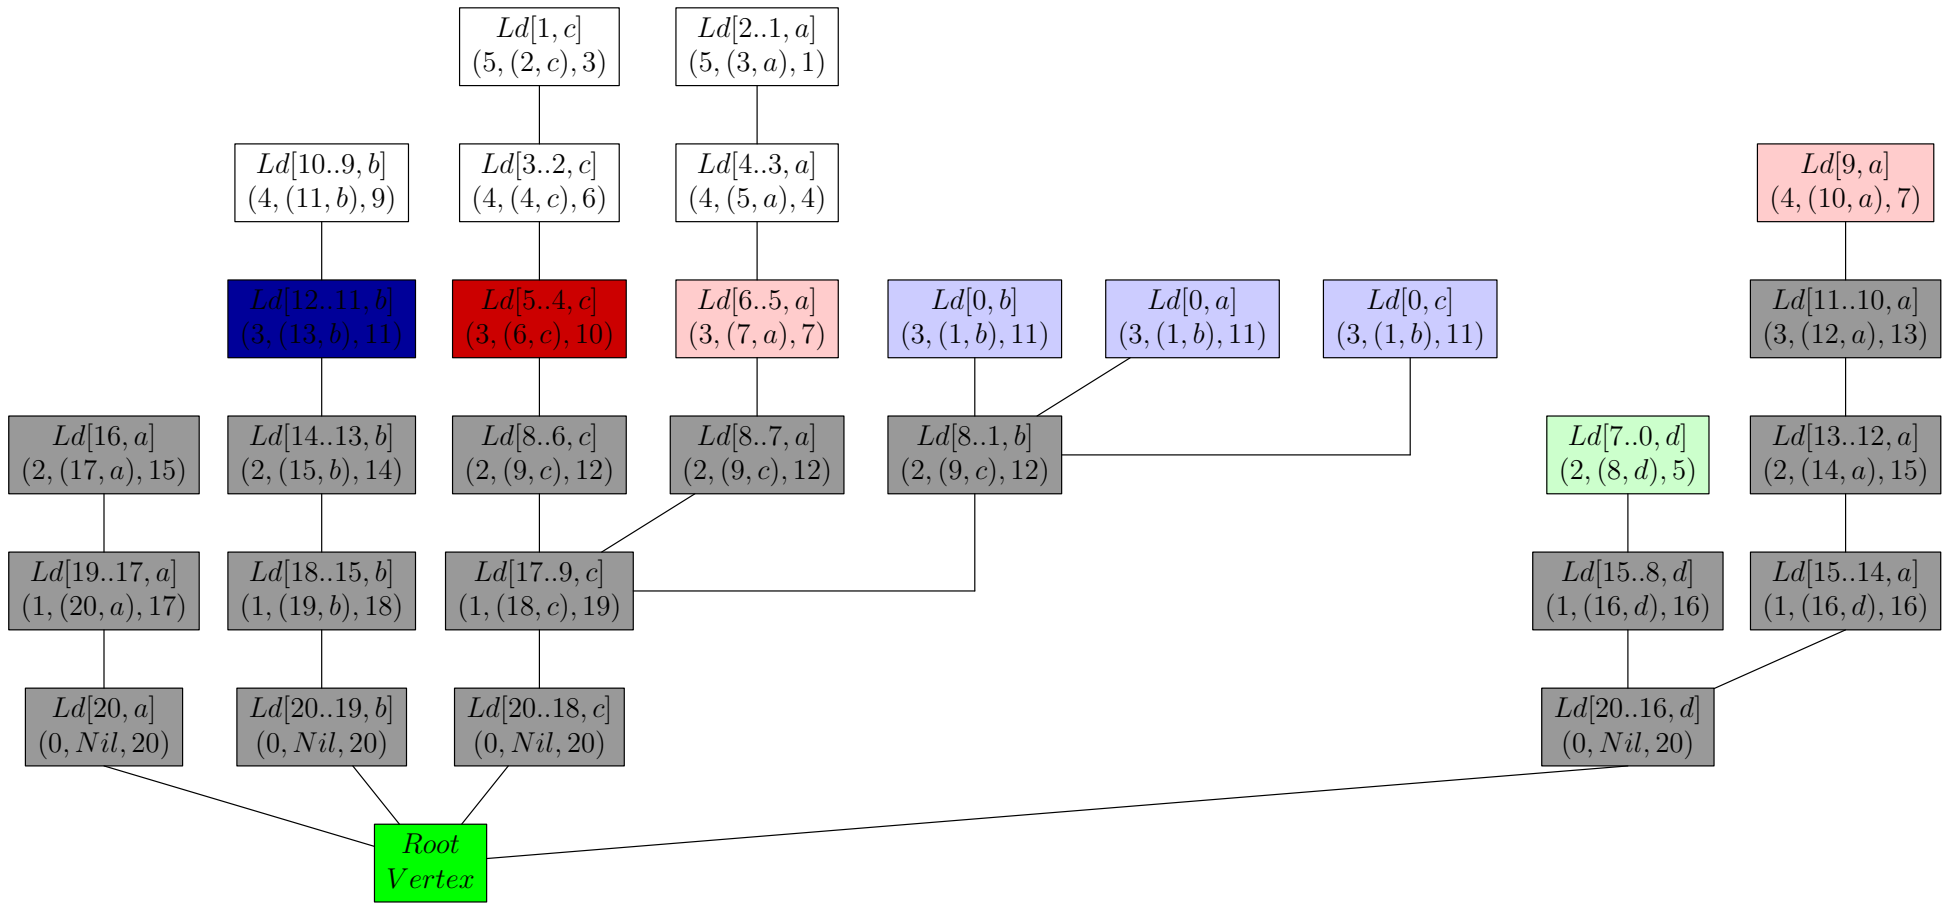 Ld[1, c]
(5, (2, c), 3)
Ld[2..1, a]
(5, (3, a), 1)
Ld[10..9, b]
(4, (11, b), 9)
Ld[3..2, c]
(4, (4, c), 6)
Ld[4..3, a]
(4, (5, a), 4)
Ld[9, a]
(4, (10, a), 7)
Ld[12..11, b]
(3, (13, b), 11)
Ld[5..4, c]
(3, (6, c), 10)
Ld[6..5, a]
(3, (7, a), 7)
Ld[0, b]
(3, (1, b), 11)
Ld[0, a]
(3, (1, b), 11)
Ld[0, c]
(3, (1, b), 11)
Ld[11..10, a]
(3, (12, a), 13)
Ld[16, a]
(2, (17, a), 15)
Ld[14..13, b]
(2, (15, b), 14)
Ld[8..6, c]
(2, (9, c), 12)
Ld[8..7, a]
(2, (9, c), 12)
Ld[8..1, b]
(2, (9, c), 12)
Ld[7..0, d]
(2, (8, d), 5)
Ld[13..12, a]
(2, (14, a), 15)
Ld[19..17, a]
(1, (20, a), 17)
Ld[18..15, b]
(1, (19, b), 18)
Ld[17..9, c]
(1, (18, c), 19)
Ld[15..8, d]
(1, (16, d), 16)
Ld[15..14, a]
(1, (16, d), 16)
Ld[20, a]
(0, Nil, 20)
Ld[20..19, b]
(0, Nil, 20)
Ld[20..18, c]
(0, Nil, 20)
Ld[20..16, d]
(0, Nil, 20)
Root
Vertex